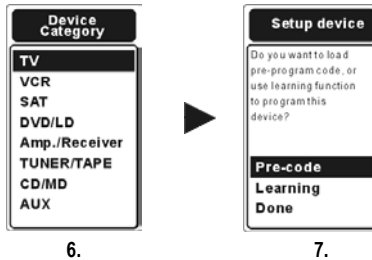 Device
Category
TV
VCR
SAT
DVD/LD
Amp./Receiver
TUNER/TAPE
CD/MD
AUX
6.
Setup device
Do you want to load
pre-program code, or
use learning function
to program this
device?
Pre-code
Learning
Done
7.